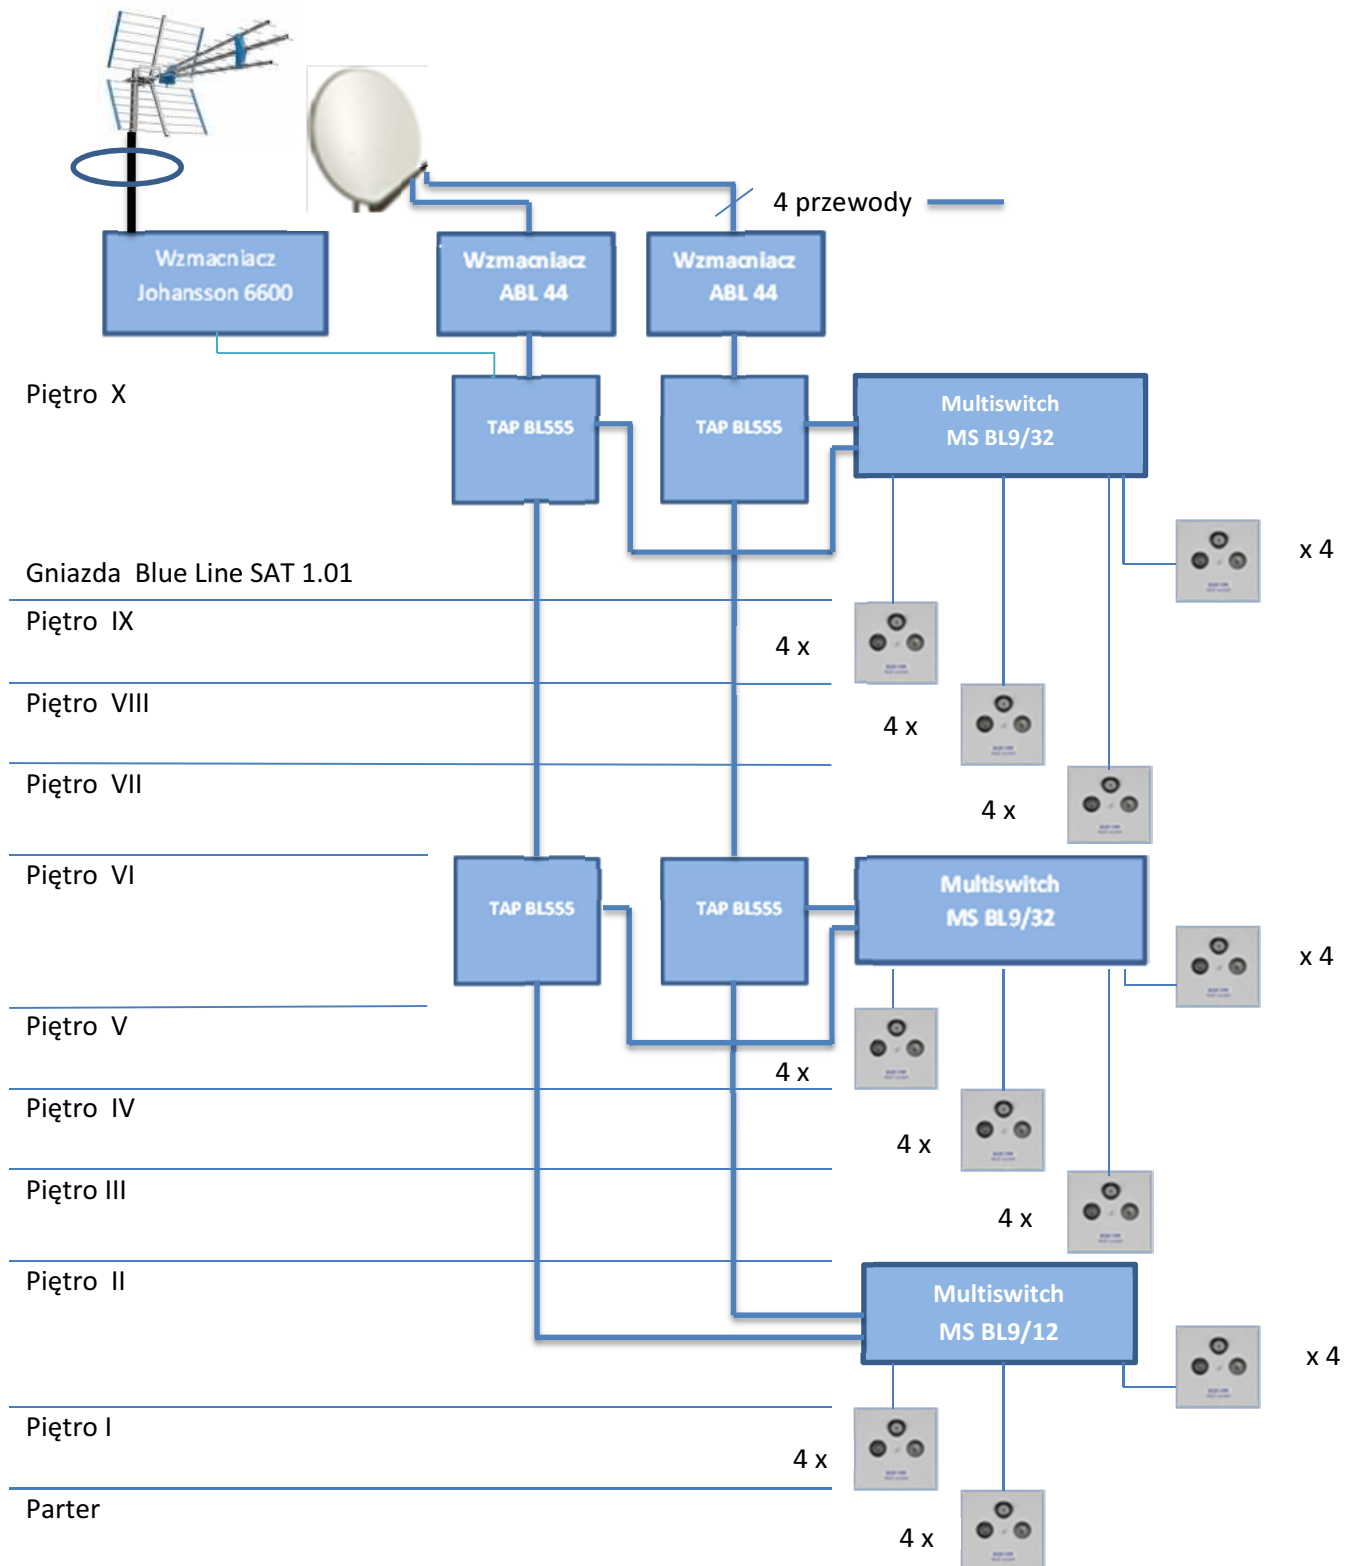 4 przewody
Wzmacniacz
Johansson 6600
Wzmacniacz
ABL 44
Wzmacniacz
ABL 44
Piętro X
TAP BL555
TAP BL555
Multiswitch
MS BL9/32
x 4
Gniazda Blue Line SAT 1.01
Piętro IX
4 x
Piętro VIII
4 x
Piętro VII
4 x
Piętro VI
TAP BL555
TAP BL555
Multiswitch
MS BL9/32
x 4
Piętro V
4 x
Piętro IV
4 x
Piętro III
4 x
Piętro II
Multiswitch
MS BL9/12
x 4
Piętro I
4 x
Parter
4 x